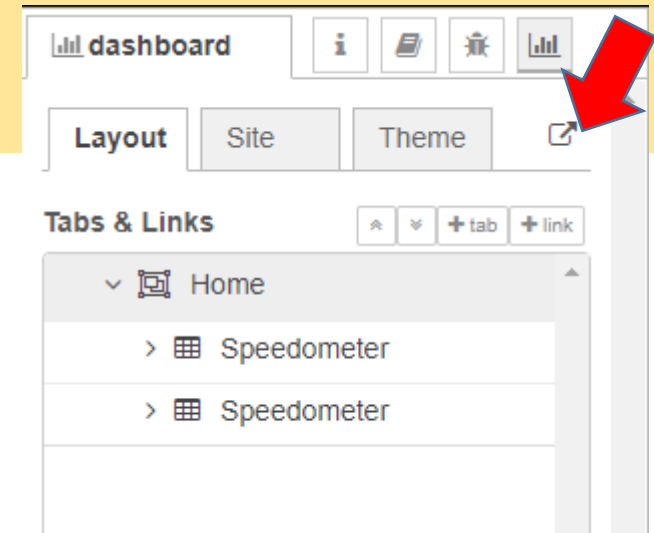 dashboard i
Layout Site Theme
Tabs & Links + tab + link
Home
Speedometer
Speedometer